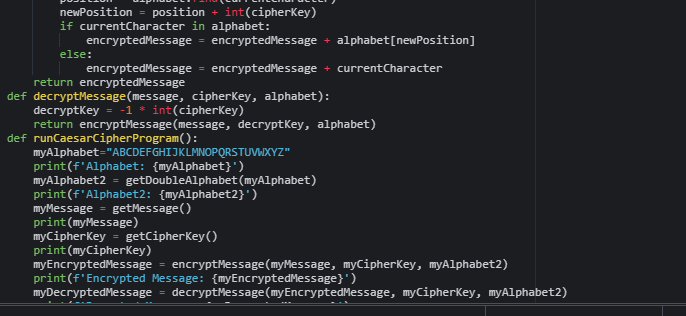 newPosition = position + int(cipherKey)
if currentCharacter in alphabet:
encryptedMessage = encryptedMessage + alphabet[newPosition]
else:
encryptedMessage = encryptedMessage + currentCharacter
return encryptedMessage
def decryptMessage(message, cipherKey, alphabet):
decryptKey = -1 * int(cipherKey)
return encryptMessage(message, decryptKey, alphabet)
def runCaesarCipherProgram():
myAlphabet="ABCDEFGHIJKLMNOPQRSTUVWXYZ"
print(f'Alphabet: {myAlphabet}')
myAlphabet2 = getDoubleAlphabet(myAlphabet)
print(f'Alphabet2: {myAlphabet2}')
myMessage = getMessage()
print(myMessage)
myCipherKey = getCipherKey()
print(myCipherKey)
myEncryptedMessage = encryptMessage(myMessage, myCipherKey, myAlphabet2)
print(f'Encrypted Message: {myEncryptedMessage}')
myDecryptedMessage = decryptMessage(myEncryptedMessage, myCipherKey, myAlphabet2)